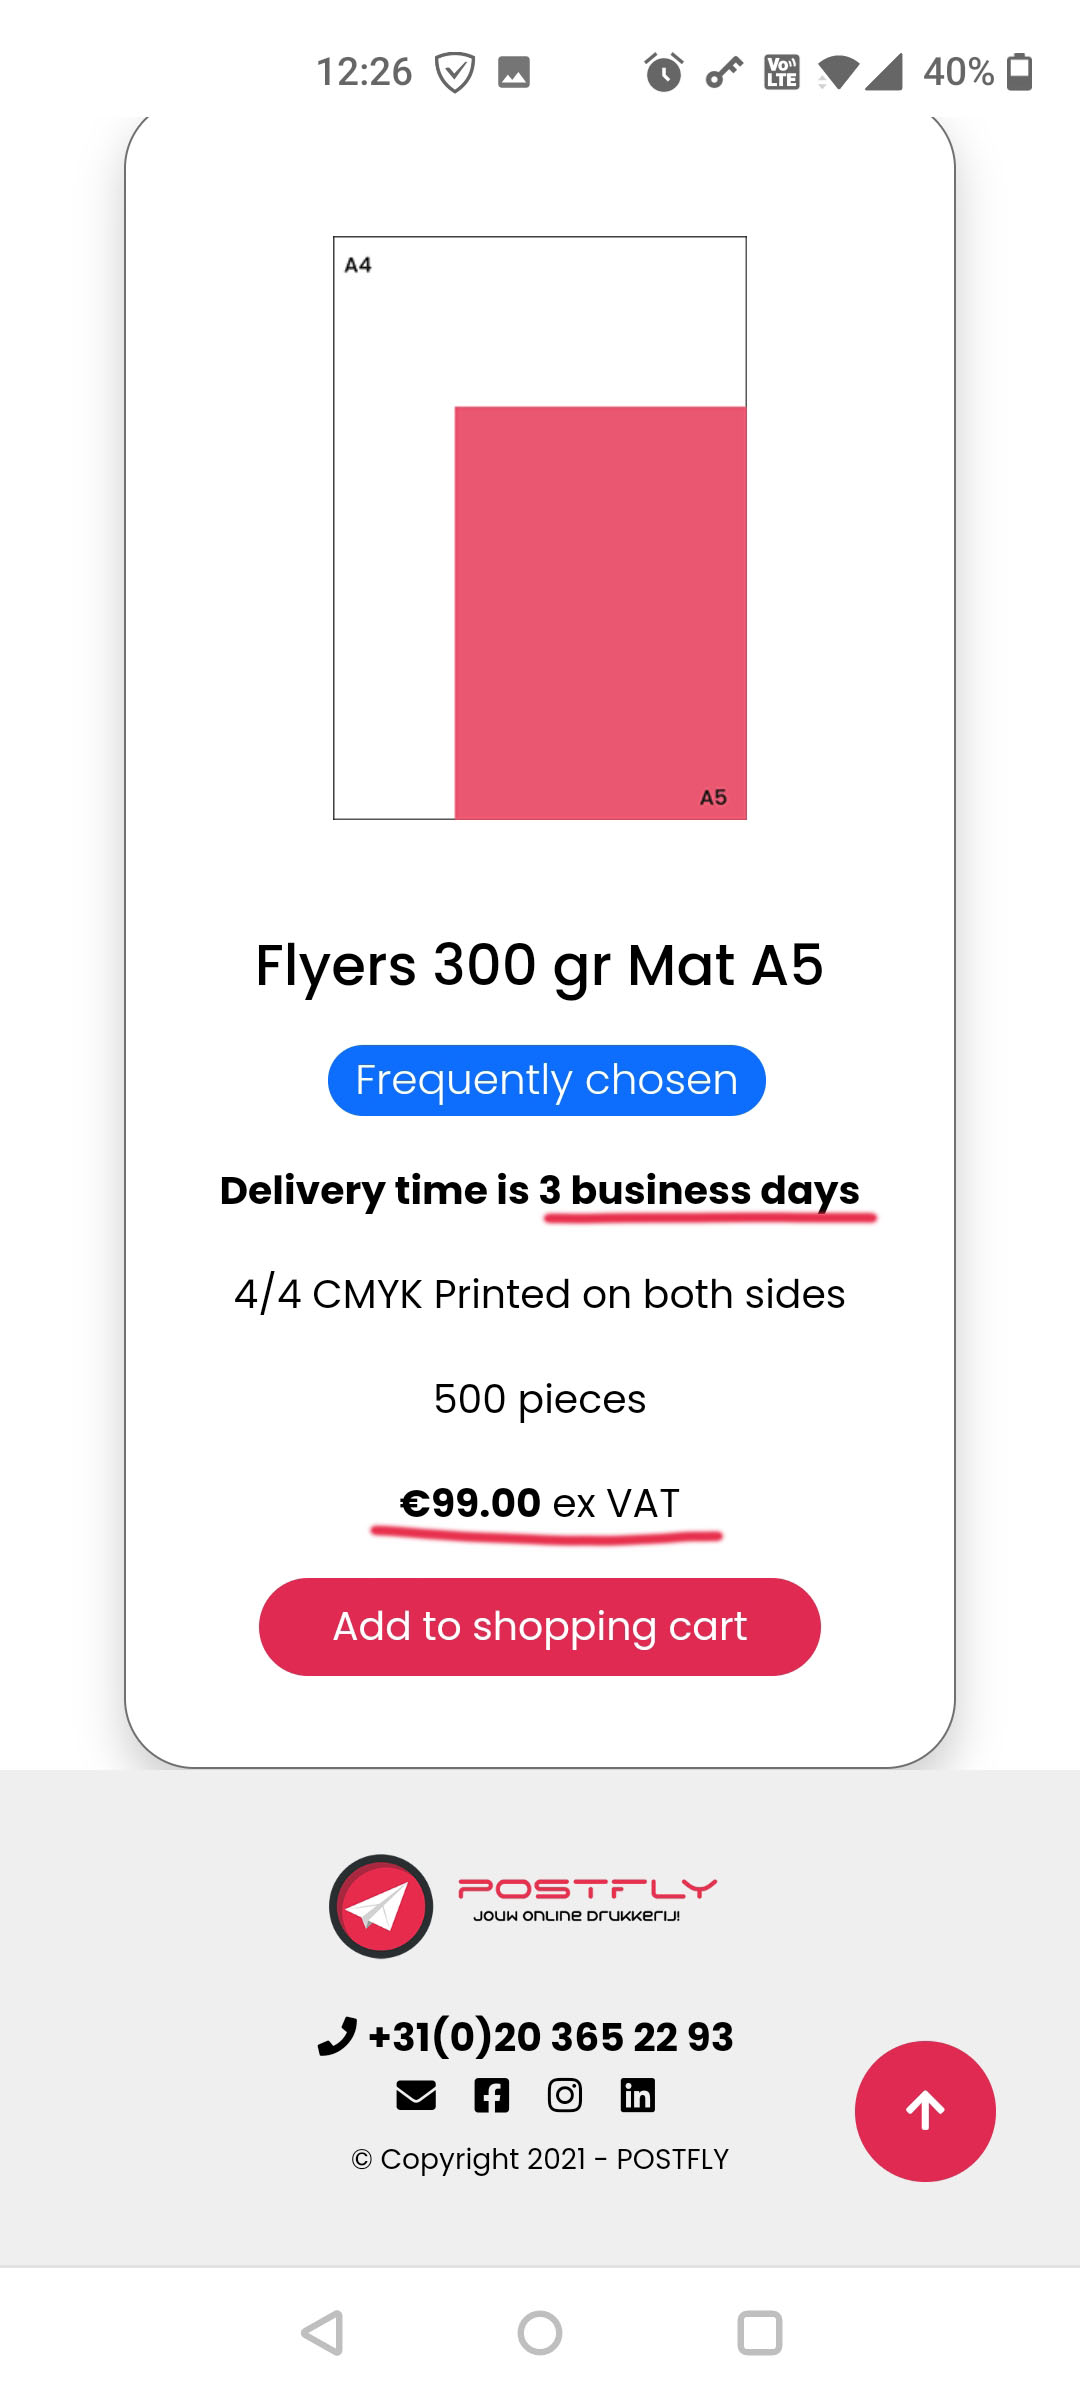 12:26
VoLTE
40%
A4
A5
Flyers 300 gr Mat A5
Frequently chosen
Delivery time is 3 business days
4/4 CMYK Printed on both sides
500 pieces
€99.00 ex VAT
Add to shopping cart
POSTFLY
JOUW ONLINE DRUKKERIJ!
+31(0)20 365 22 93
© Copyright 2021 - POSTFLY